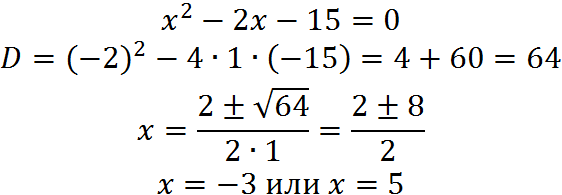 x² − 2x − 15 = 0
D = (−2)² − 4 · 1 · (−15) = 4 + 60 = 64
x = (2 ± √64)/(2 · 1) = (2 ± 8)/2
x = −3 или x = 5